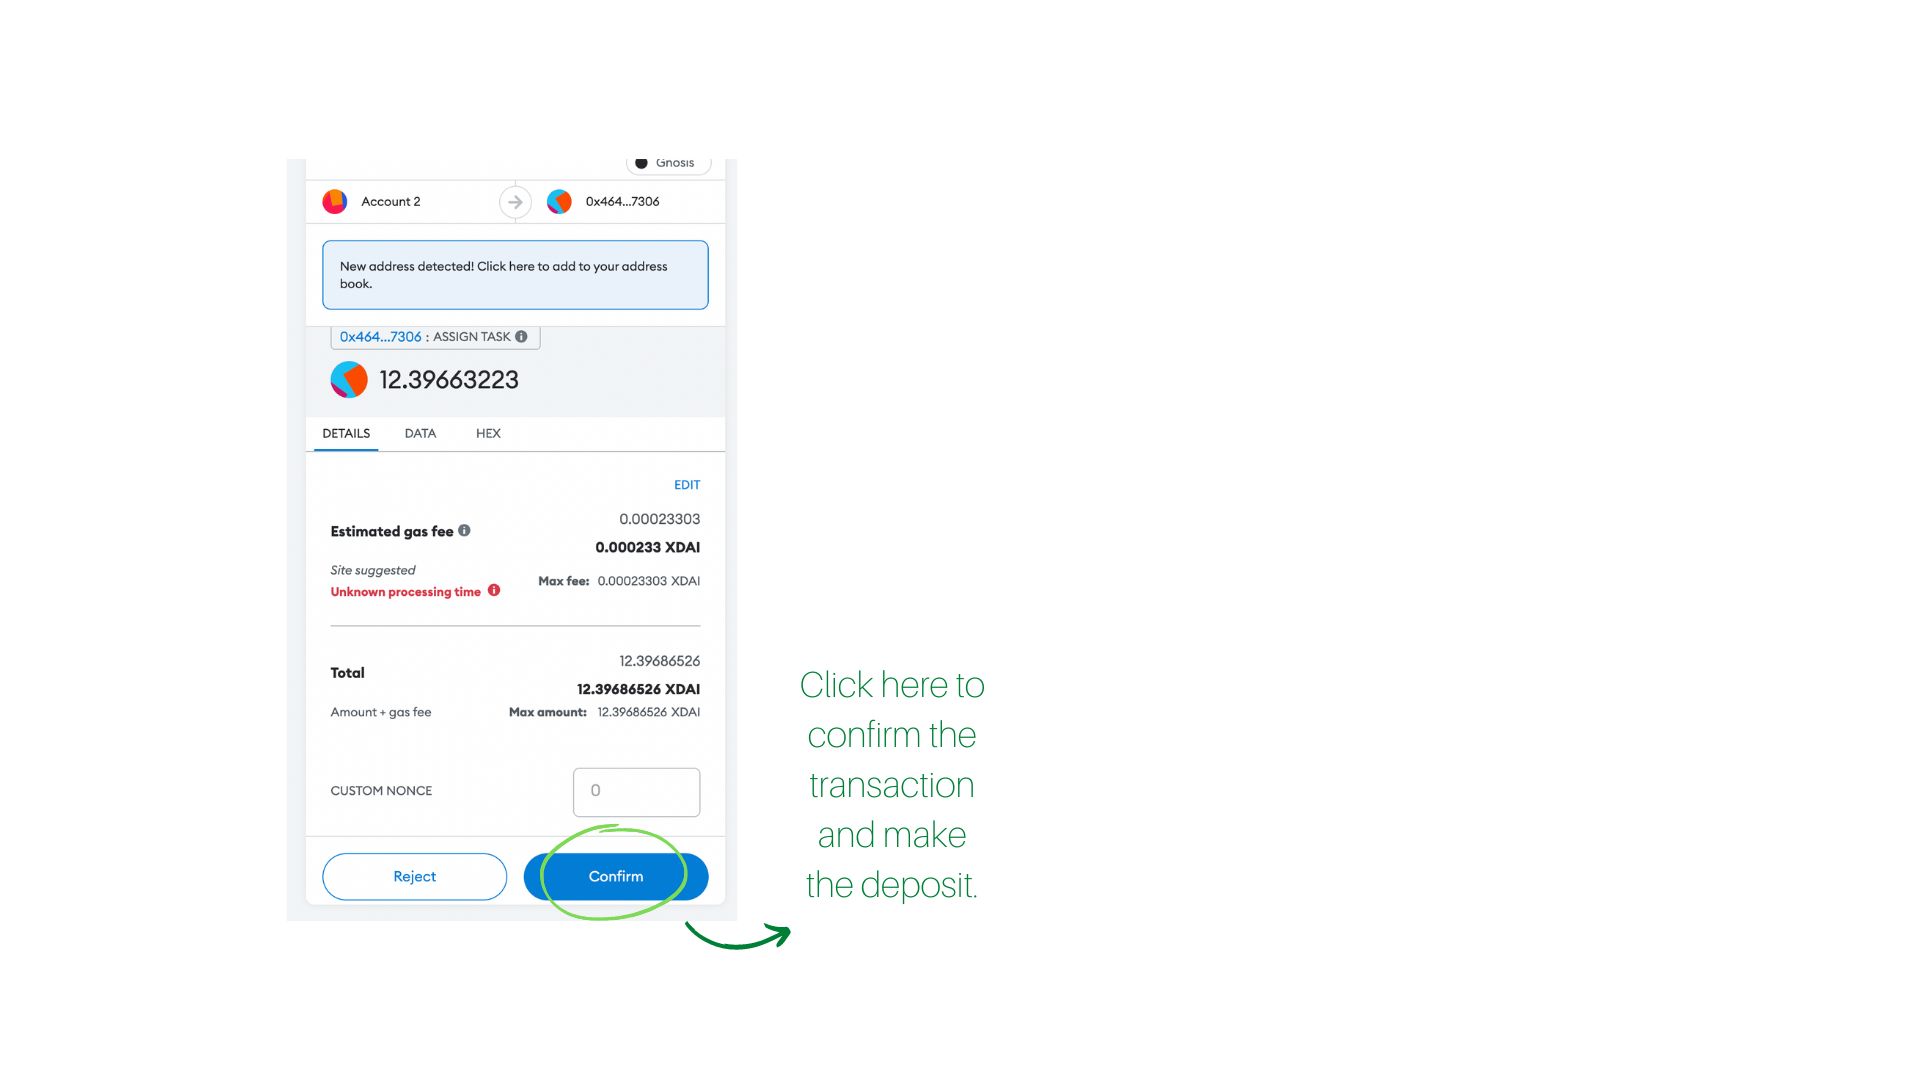 Gnosis
Account 2
0x464...7306
New address detected! Click here to add to your address
book.
0x464...7306 : ASSIGN TASK
12.39663223
DETAILS DATA HEX
EDIT
0.00023303
Estimated gas fee
0.000233 XDAI
Site suggested
Max fee: 0.00023303 XDAI
Unknown processing time
12.39686526
Total
12.39686526 XDAI
Amount + gas fee
Max amount: 12.39686526 XDAI
CUSTOM NONCE
0
Reject
Confirm
Click here to
confirm the
transaction
and make
the deposit.